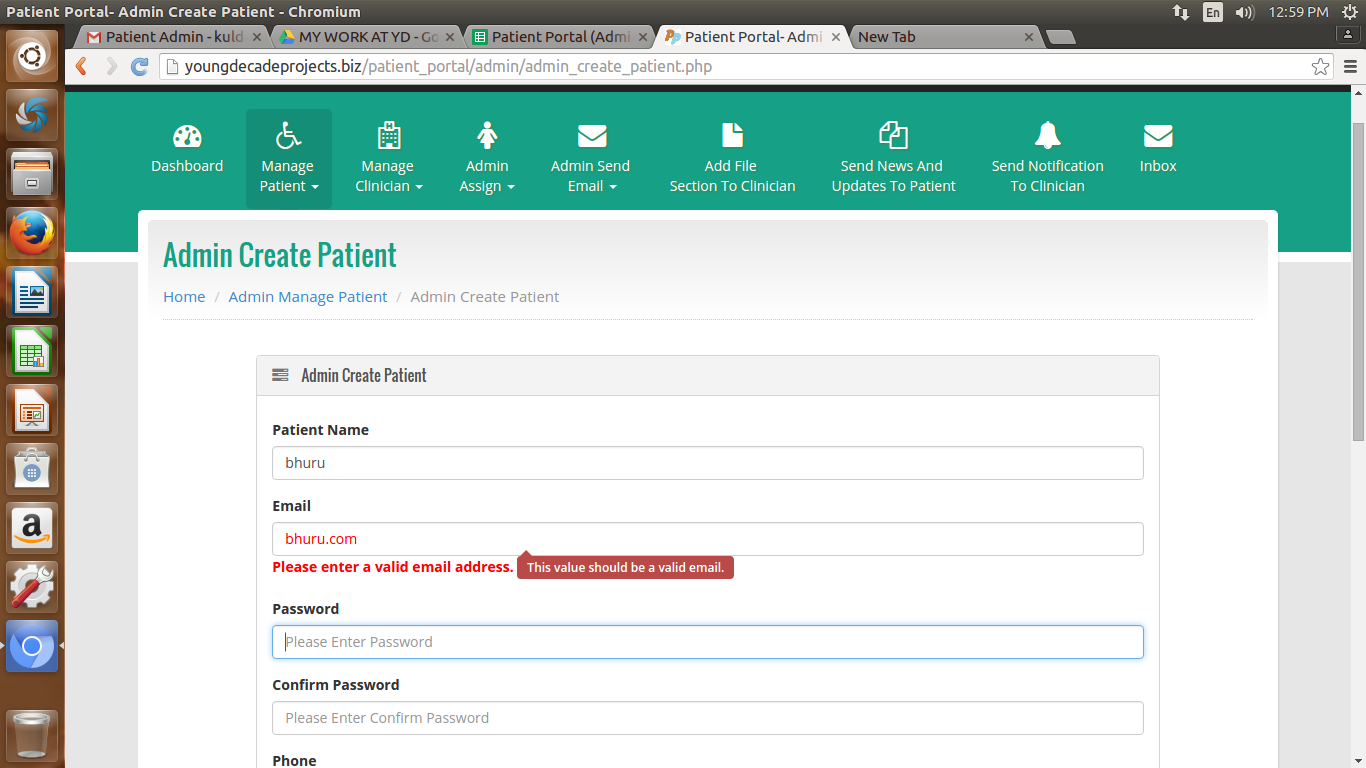 Patient Portal- Admin Create Patient - Chromium
En
12:59 PM
Patient Admin - kuld
MY WORK AT YD - Go
Patient Portal (Admi
Patient Portal- Admi
New Tab
youngdecadeprojects.biz/patient_portal/admin/admin_create_patient.php
Dashboard
Manage
Patient
Manage
Clinician
Admin
Assign
Admin Send
Email
Add File
Section To Clinician
Send News And
Updates To Patient
Send Notification
To Clinician
Inbox
Admin Create Patient
Home / Admin Manage Patient / Admin Create Patient
Admin Create Patient
Patient Name
bhuru
Email
bhuru.com
Please enter a valid email address. This value should be a valid email.
Password
Please Enter Password
Confirm Password
Please Enter Confirm Password
Phone